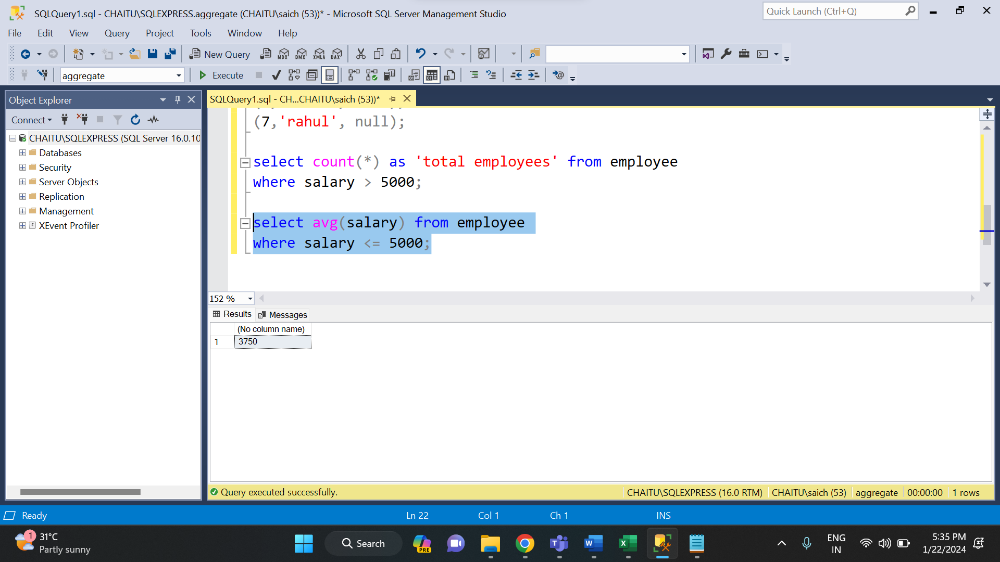 SQLQuery1.sql - CHAITU\SQLEXPRESS.aggregate (CHAITU\saich (53))* - Microsoft SQL Server Management Studio
Quick Launch (Ctrl+Q)
File Edit View Query Project Tools Window Help
New Query MDX DMX XMLA DAX
aggregate Execute
Object Explorer
SQLQuery1.sql - CH...CHAITU\saich (53))*
Connect
CHAITU\SQLEXPRESS (SQL Server 16.0.10
Databases
Security
Server Objects
Replication
Management
XEvent Profiler
(7,'rahul', null);
select count(*) as 'total employees' from employee
where salary > 5000;
select avg(salary) from employee
where salary <= 5000;
152 %
Results Messages
(No column name)
1 3750
Query executed successfully. CHAITU\SQLEXPRESS (16.0 RTM) CHAITU\saich (53) aggregate 00:00:00 1 rows
Ready Ln 22 Col 1 Ch 1 INS
1 31°C
Partly sunny
Search
PRE
ENG
IN
5:35 PM
1/22/2024